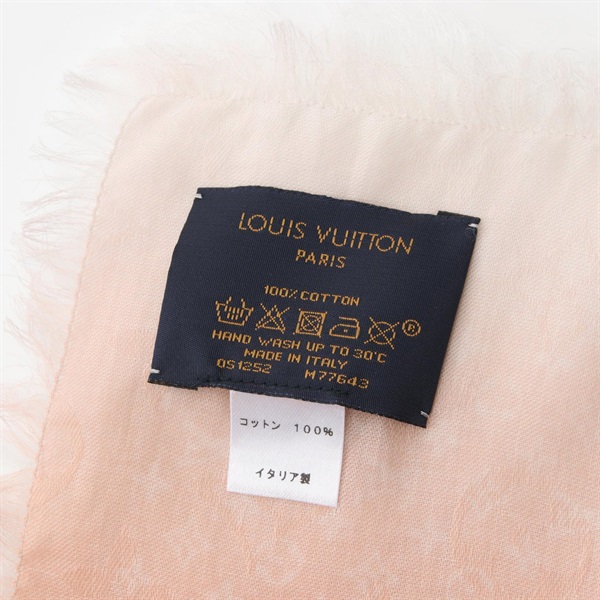 LOUIS VUITTON
PARIS
100% COTTON
HAND WASH UP TO 30°C
MADE IN ITALY
OS1252 M77643
コットン 100%
イタリア製